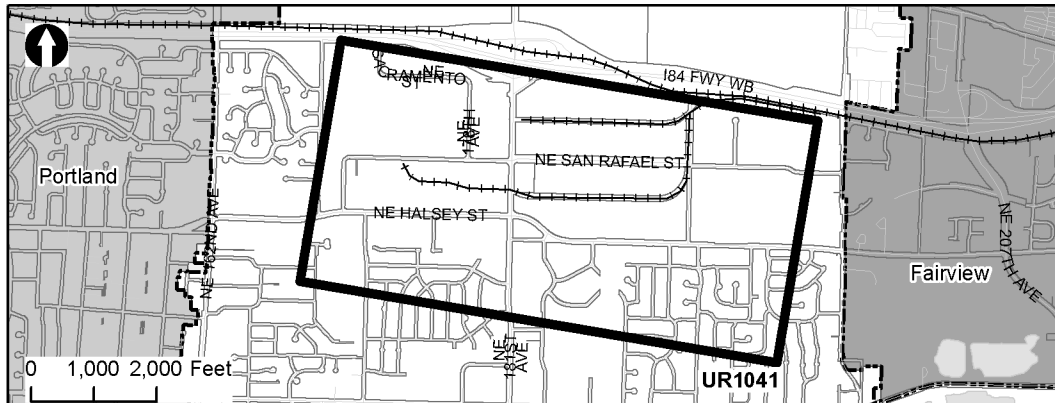 I84 FWY WB
NE
SACRAMENTO
ST
NE
178TH
AVE
NE SAN RAFAEL ST
Portland
NE HALSEY ST
NE 162ND AVE
Fairview
NE 207TH AVE
NE
181ST
AVE
0 1,000 2,000 Feet
UR1041